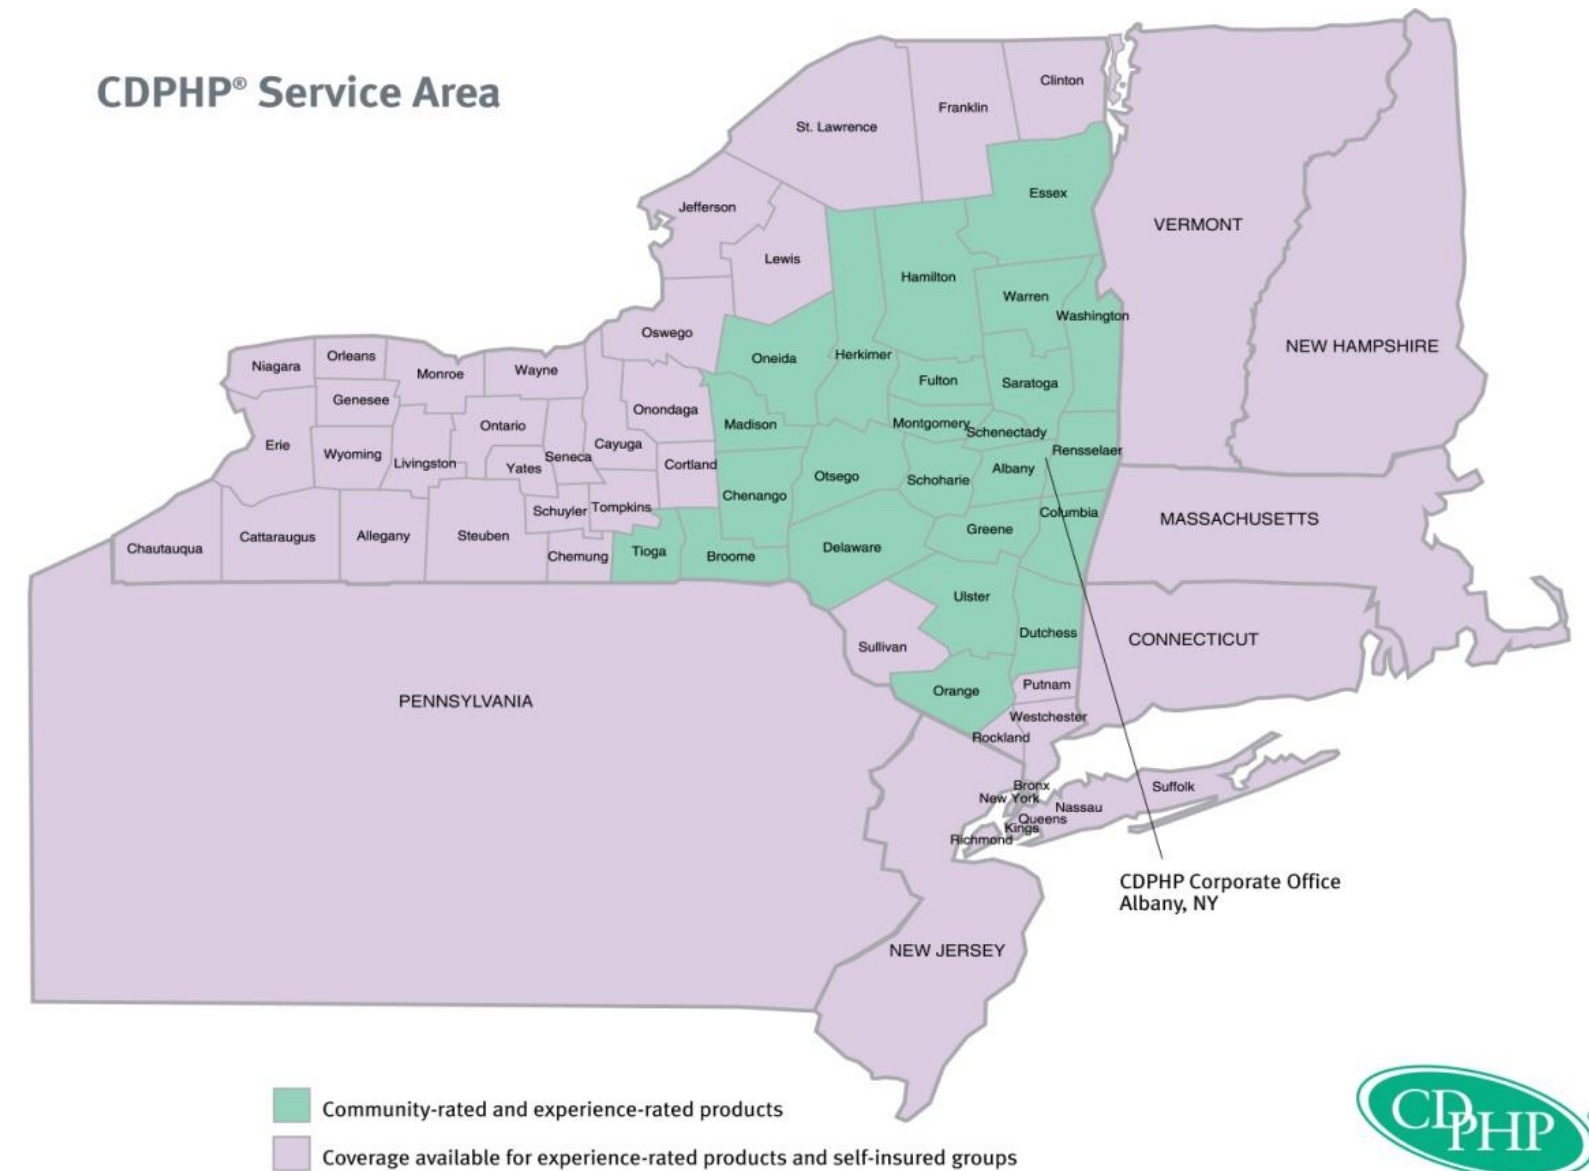 CDPHP® Service Area
Clinton
Franklin
St. Lawrence
Essex
Jefferson
VERMONT
Lewis
Hamilton
Warren
Washington
Oswego
NEW HAMPSHIRE
Oneida
Herkimer
Orleans
Niagara
Monroe
Wayne
Fulton
Saratoga
Genesee
Onondaga
Madison
Montgomery
Schenectady
Ontario
Erie
Cayuga
Rensselaer
Wyoming
Livingston
Seneca
Yates
Cortland
Otsego
Schoharie
Albany
Chenango
Schuyler
Tompkins
Columbia
MASSACHUSETTS
Greene
Chautauqua
Cattaraugus
Allegany
Steuben
Chemung
Tioga
Broome
Delaware
Ulster
Dutchess
CONNECTICUT
Sullivan
Orange
Putnam
PENNSYLVANIA
Westchester
Rockland
Bronx
New York
Suffolk
Nassau
Queens
Kings
Richmond
CDPHP Corporate Office
Albany, NY
NEW JERSEY
Community-rated and experience-rated products
Coverage available for experience-rated products and self-insured groups
CDPHP